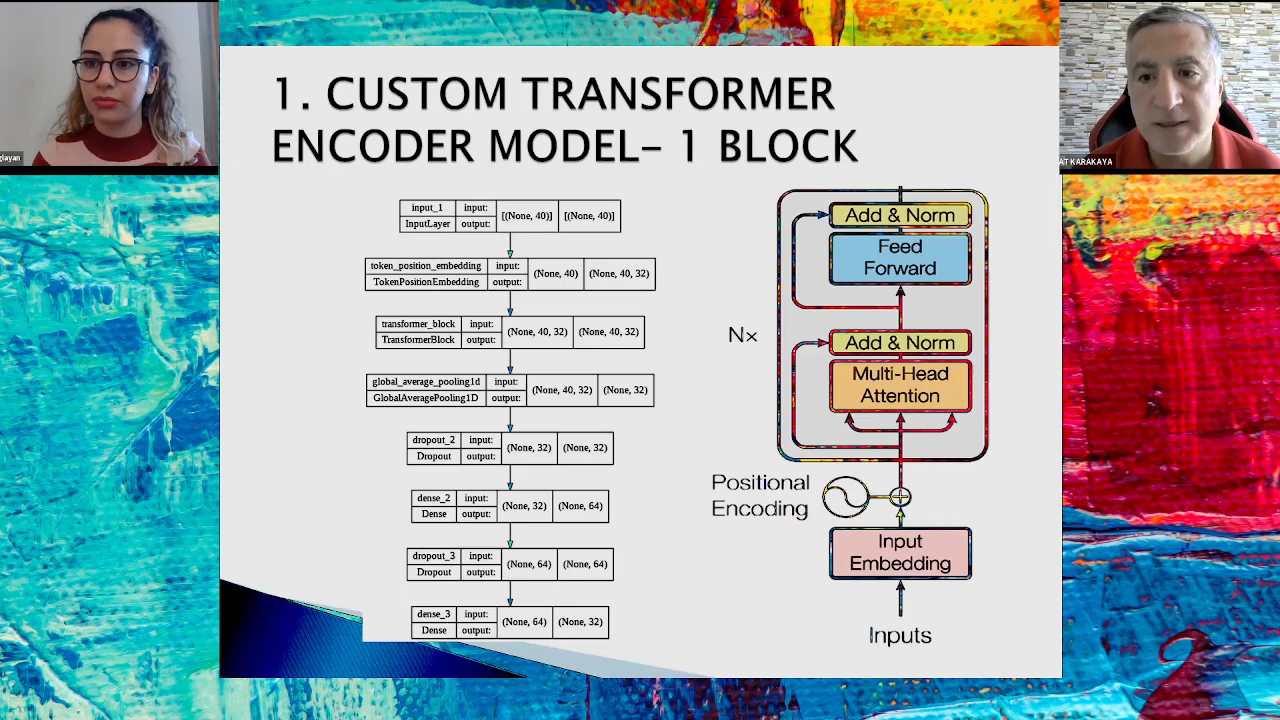 glayan
AT KARAKAYA
1. CUSTOM TRANSFORMER
ENCODER MODEL– 1 BLOCK
input_1 input: [(None, 40)] [(None, 40)]
InputLayer output:
token_position_embedding input: (None, 40) (None, 40, 32)
TokenPositionEmbedding output:
transformer_block input: (None, 40, 32) (None, 40, 32)
TransformerBlock output:
global_average_pooling1d input: (None, 40, 32) (None, 32)
GlobalAveragePooling1D output:
dropout_2 input: (None, 32) (None, 32)
Dropout output:
dense_2 input: (None, 32) (None, 64)
Dense output:
dropout_3 input: (None, 64) (None, 64)
Dropout output:
dense_3 input: (None, 64) (None, 32)
Dense output:
Add & Norm
Feed
Forward
Nx
Add & Norm
Multi-Head
Attention
Positional
Encoding
Input
Embedding
Inputs